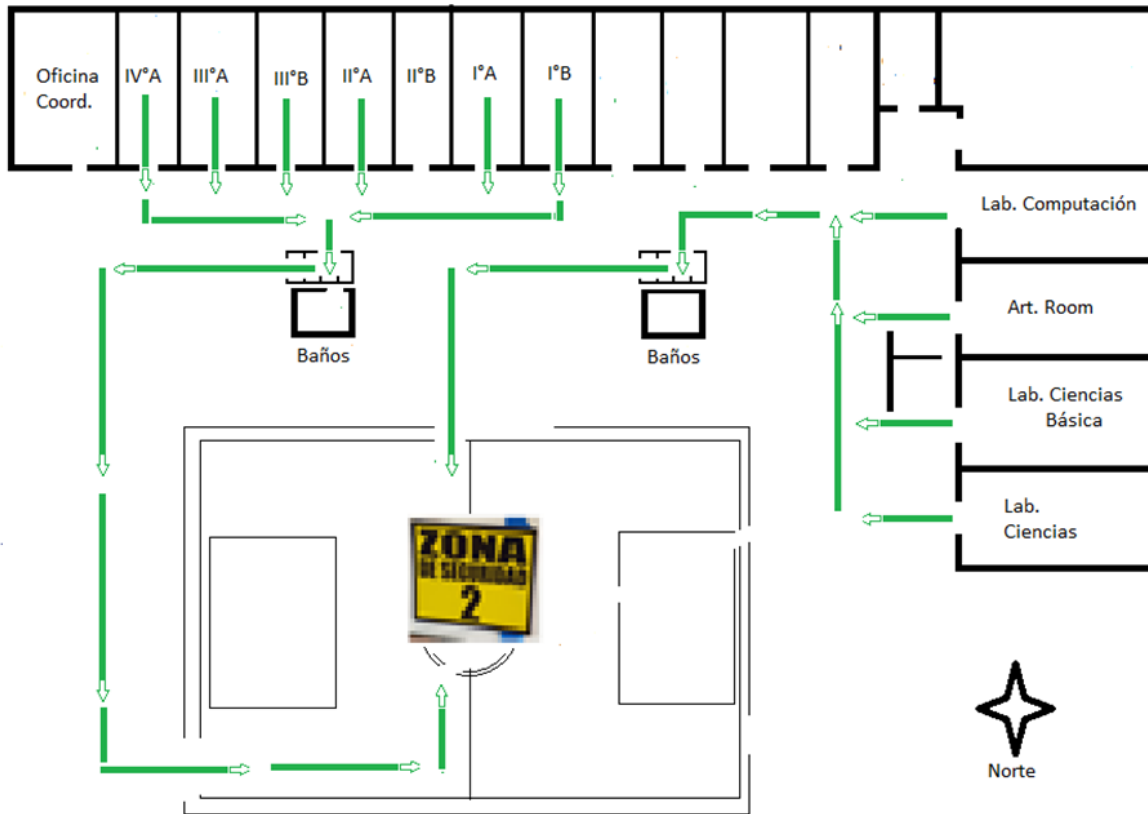 Oficina
Coord.
IV°A
III°A
III°B
II°A
II°B
I°A
I°B
Lab. Computación
Art. Room
Baños
Baños
Lab. Ciencias
Básica
ZONA
DE SEGURIDAD
2
Lab.
Ciencias
Norte